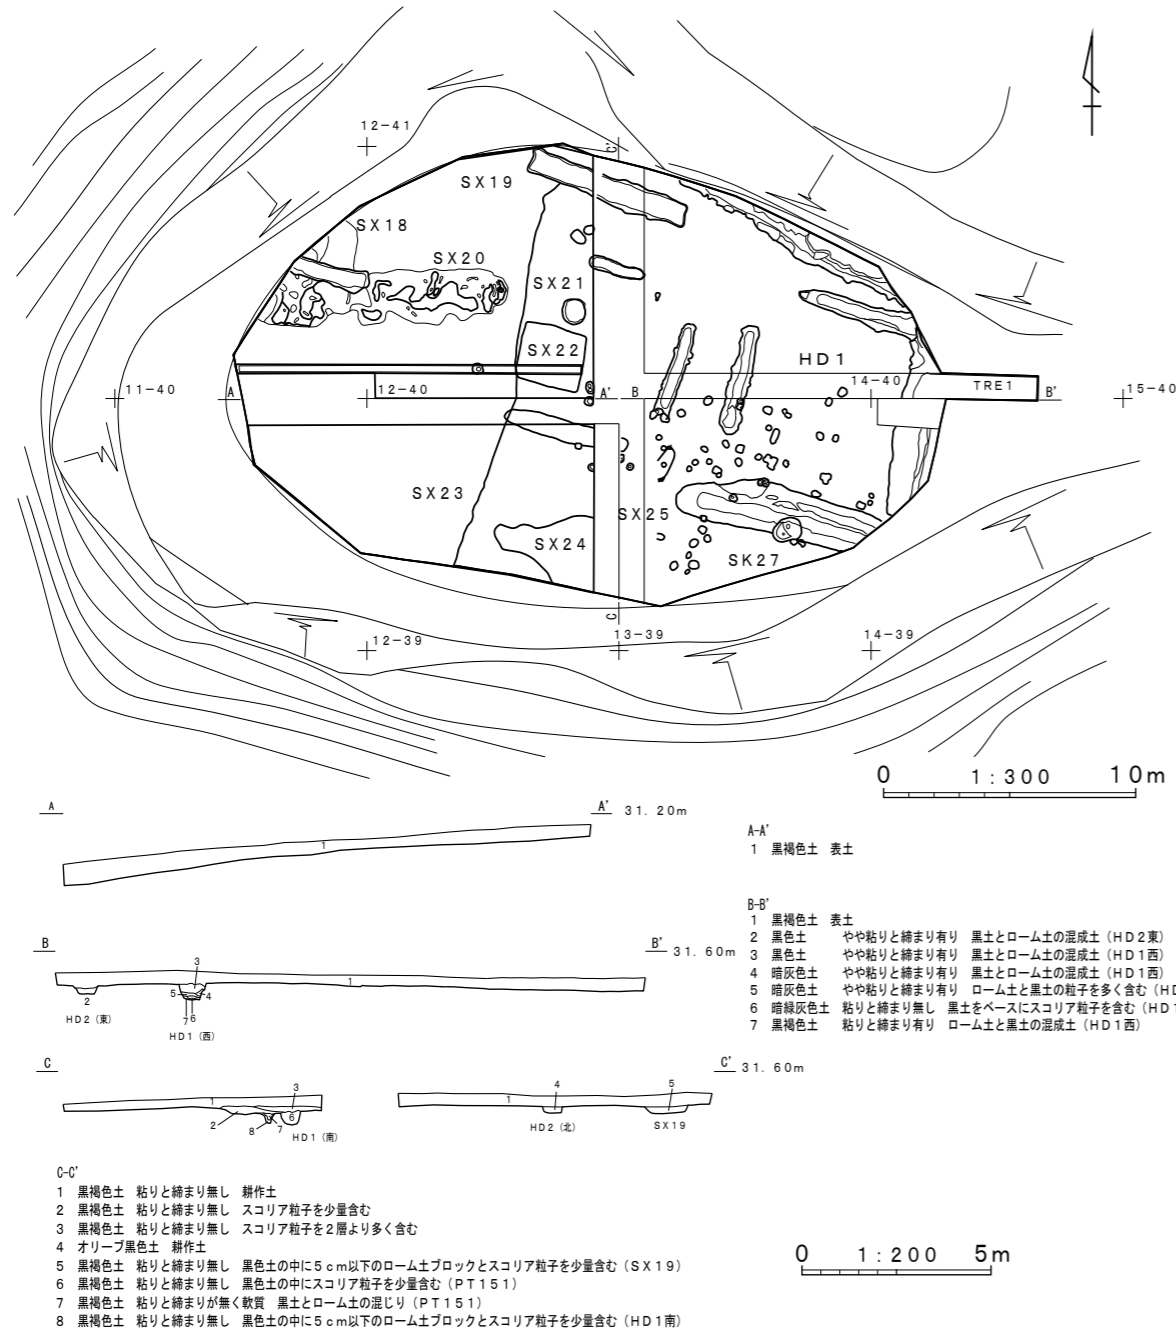 12-41
C'
SX19
SX18
SX20
SX21
SX22
HD1
11-40
A
12-40
A'
B
14-40
TRE1
B'
15-40
SX23
SX25
SX24
SK27
C
12-39
13-39
14-39
0 1:300 10m
A A' 31.20m
1
A-A'
1 黒褐色土 表土
B B' 31.60m
3
1
2
5 4
7 6
HD2(東)
HD1(西)
B-B'
1 黒褐色土 表土
2 黒色土 やや粘りと締まり有り 黒土とローム土の混成土(HD2東)
3 黒色土 やや粘りと締まり有り 黒土とローム土の混成土(HD1西)
4 暗灰色土 やや粘りと締まり有り 黒土とローム土の混成土(HD1西)
5 暗灰色土 やや粘りと締まり有り ローム土と黒土の粒子を多く含む(HD
6 暗緑灰色土 粘りと締まり無し 黒土をベースにスコリア粒子を含む(HD1
7 黒褐色土 粘りと締まり有り ローム土と黒土の混成土(HD1西)
C C' 31.60m
3
1
2
6
8 7
HD1(南)
4
5
1
HD2(北)
SX19
C-C'
1 黒褐色土 粘りと締まり無し 耕作土
2 黒褐色土 粘りと締まり無し スコリア粒子を少量含む
3 黒褐色土 粘りと締まり無し スコリア粒子を2層より多く含む
4 オリーブ黒色土 耕作土
5 黒褐色土 粘りと締まり無し 黒色土の中に5cm以下のローム土ブロックとスコリア粒子を少量含む(SX19)
6 黒褐色土 粘りと締まり無し 黒色土の中にスコリア粒子を少量含む(PT151)
7 黒褐色土 粘りと締まりが無く軟質 黒土とローム土の混じり(PT151)
8 黒褐色土 粘りと締まり無し 黒色土の中に5cm以下のローム土ブロックとスコリア粒子を少量含む(HD1南)
0 1:200 5m